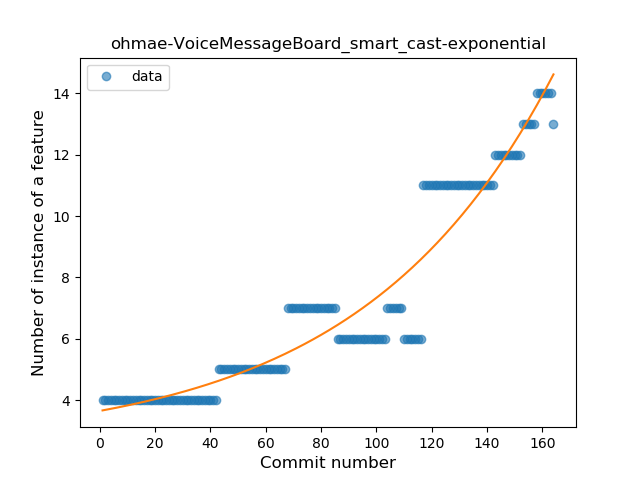 ohmae-VoiceMessageBoard_smart_cast-exponential
data
Number of instance of a feature
14
12
10
8
6
4
0 20 40 60 80 100 120 140 160
Commit number